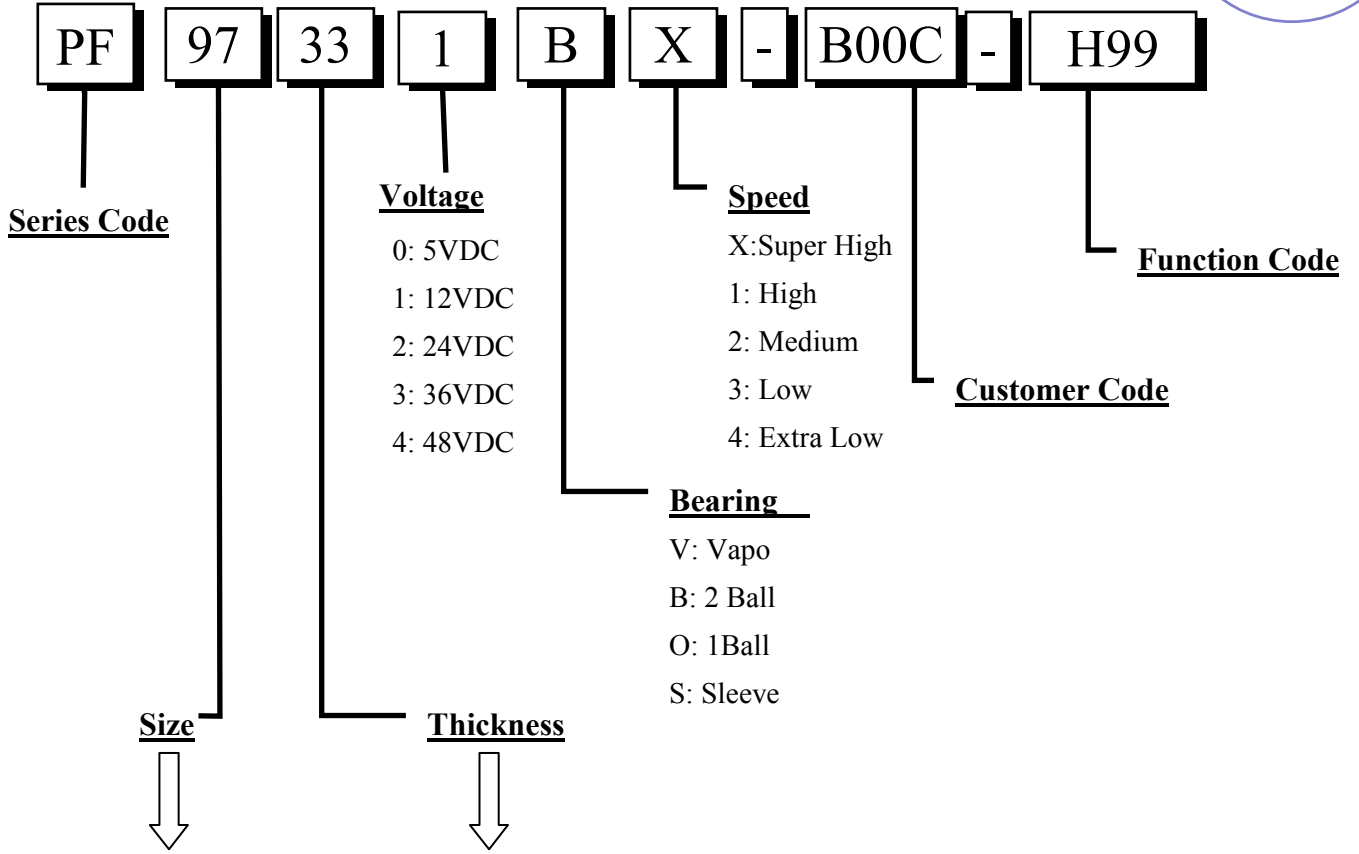 PF 97 33 1 B X - B00C - H99
Series Code
Voltage
0: 5VDC
1: 12VDC
2: 24VDC
3: 36VDC
4: 48VDC
Speed
X:Super High
1: High
2: Medium
3: Low
4: Extra Low
Function Code
Customer Code
Bearing
V: Vapo
B: 2 Ball
O: 1Ball
S: Sleeve
Size
Thickness